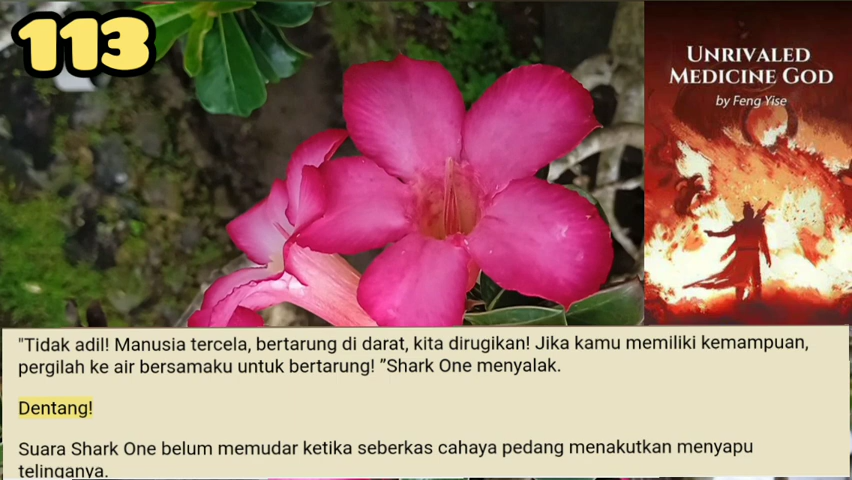 113
UNRIVALED
MEDICINE GOD
by Feng Yise
"Tidak adil! Manusia tercela, bertarung di darat, kita dirugikan! Jika kamu memiliki kemampuan,
pergilah ke air bersamaku untuk bertarung! ”Shark One menyalak.
Dentang!
Suara Shark One belum memudar ketika seberkas cahaya pedang menakutkan menyapu
telinganya.